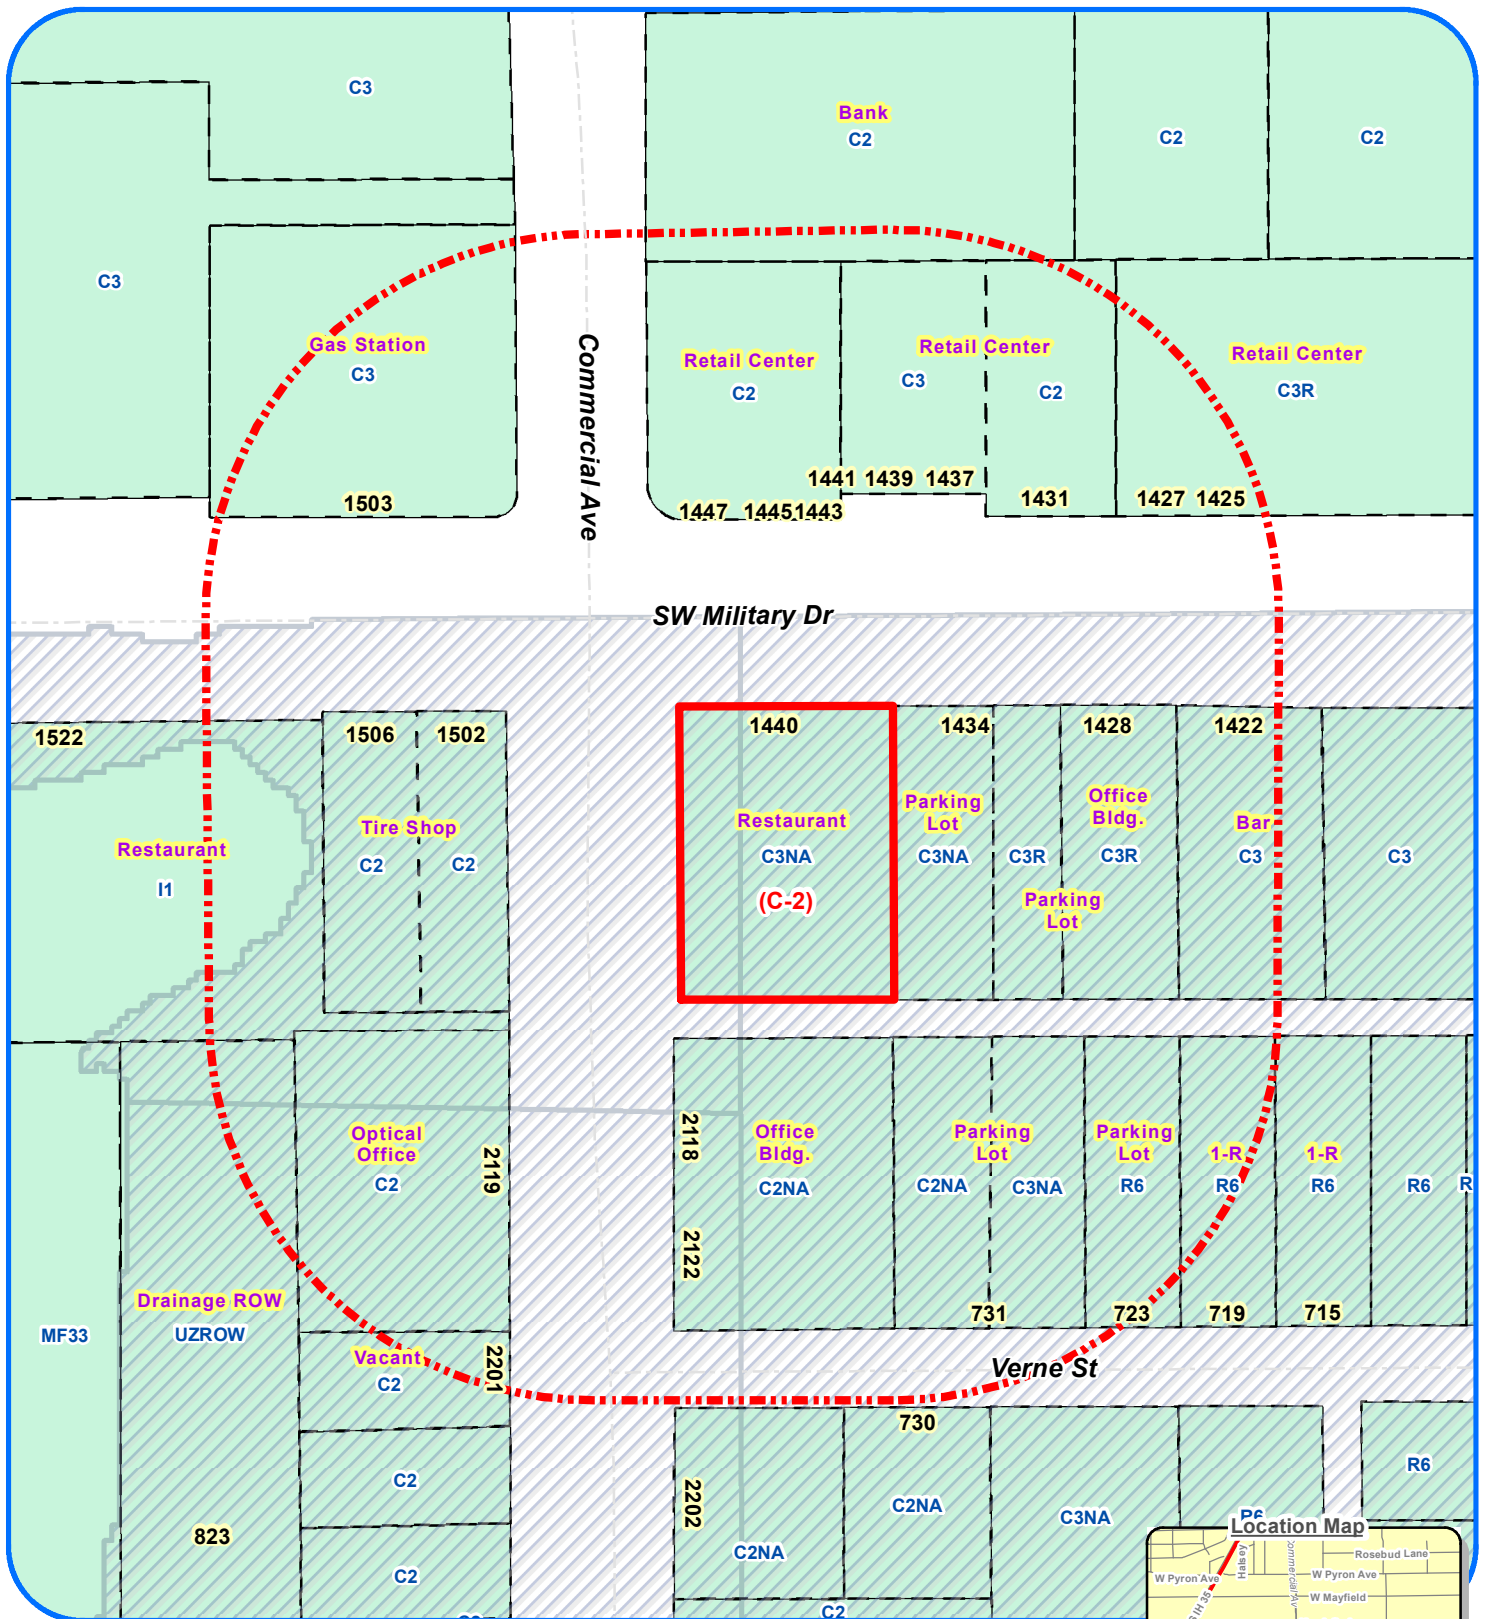 C3
Bank
C2
C2
C2
C3
Gas Station
C3
Commercial Ave
Retail Center
C2
Retail Center
C3
C2
Retail Center
C3R
1503
1441 1439 1437
1447 1445 1443
1431
1427 1425
SW Military Dr
1522
1506
1502
1440
1434
1428
1422
Restaurant
I1
Tire Shop
C2
C2
Restaurant
C3NA
(C-2)
Parking
Lot
C3NA
C3R
Office
Bldg.
C3R
Parking
Lot
Bar
C3
C3
Optical
Office
C2
2119
2118
2122
Office
Bldg.
C2NA
Parking
Lot
C2NA
C3NA
Parking
Lot
R6
1-R
R6
1-R
R6
R6
R
731
723
719
715
Drainage ROW
UZROW
MF33
Vacant
C2
2201
Verne St
730
2202
C2NA
C2NA
C3NA
R6
R6
C2
823
C2
C2
Location Map
Rosebud Lane
W Pyron Ave
W Pyron Ave
W Mayfield
Halsey
S IH 35